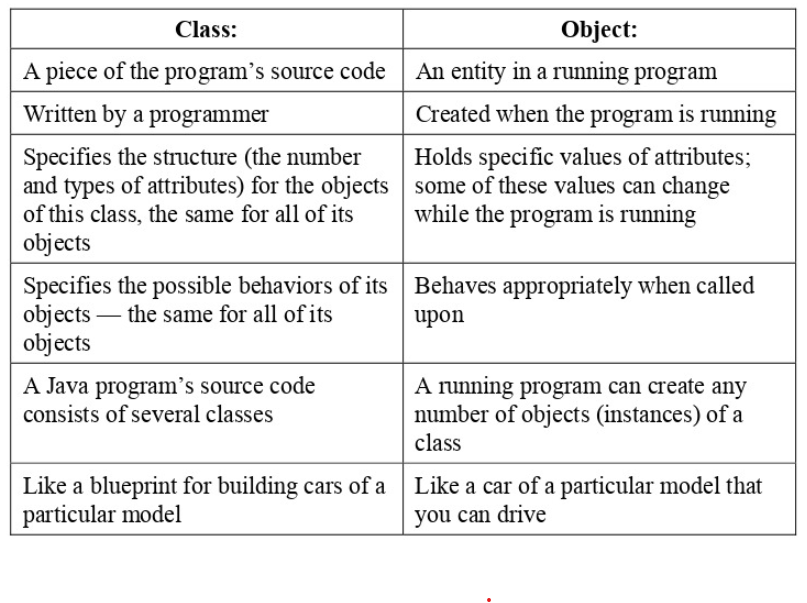 Class:
Object:
A piece of the program’s source code
An entity in a running program
Written by a programmer
Created when the program is running
Specifies the structure (the number
and types of attributes) for the objects
of this class, the same for all of its
objects
Holds specific values of attributes;
some of these values can change
while the program is running
Specifies the possible behaviors of its
objects — the same for all of its
objects
Behaves appropriately when called
upon
A Java program’s source code
consists of several classes
A running program can create any
number of objects (instances) of a
class
Like a blueprint for building cars of a
particular model
Like a car of a particular model that
you can drive